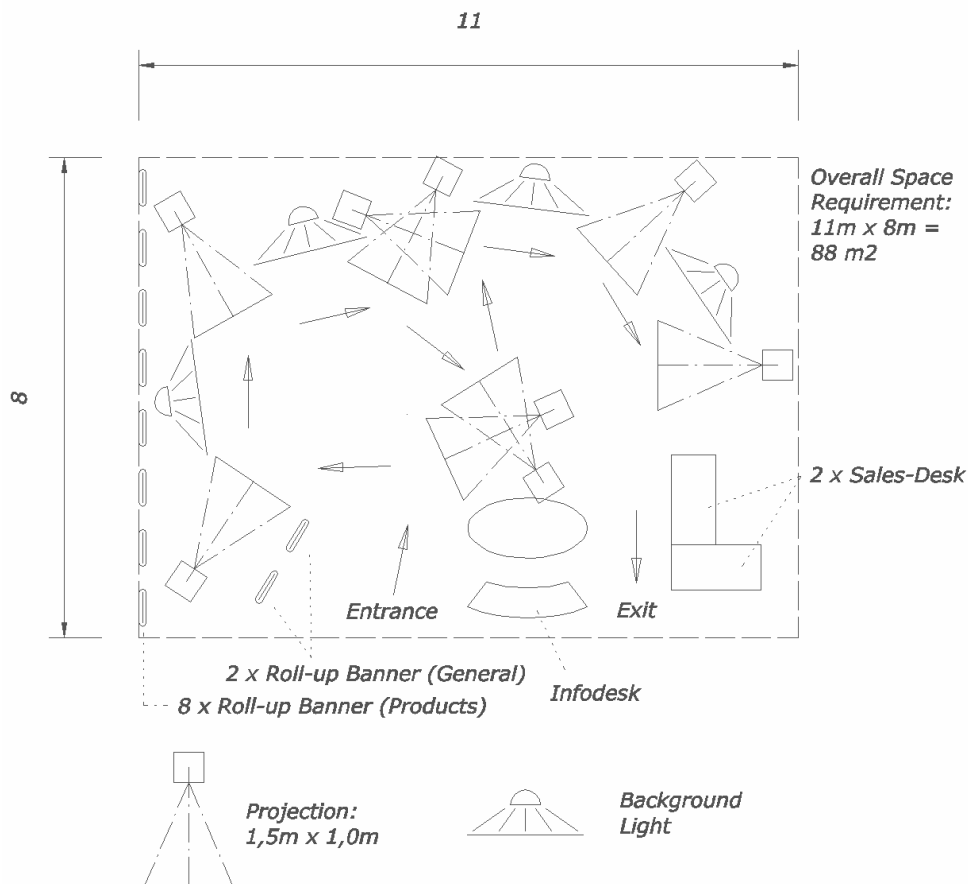 11
8
Overall Space
Requirement:
11m x 8m =
88 m2
2 x Sales-Desk
Entrance
Exit
2 x Roll-up Banner (General)
Infodesk
8 x Roll-up Banner (Products)
Projection:
1,5m x 1,0m
Background
Light